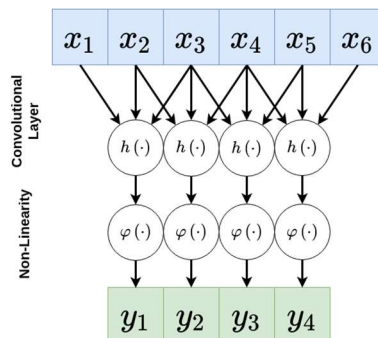 x₁ x₂ x₃ x₄ x₅ x₆
Convolutional
Layer
h(·) h(·) h(·) h(·)
Non-Linearity
φ(·) φ(·) φ(·) φ(·)
y₁ y₂ y₃ y₄